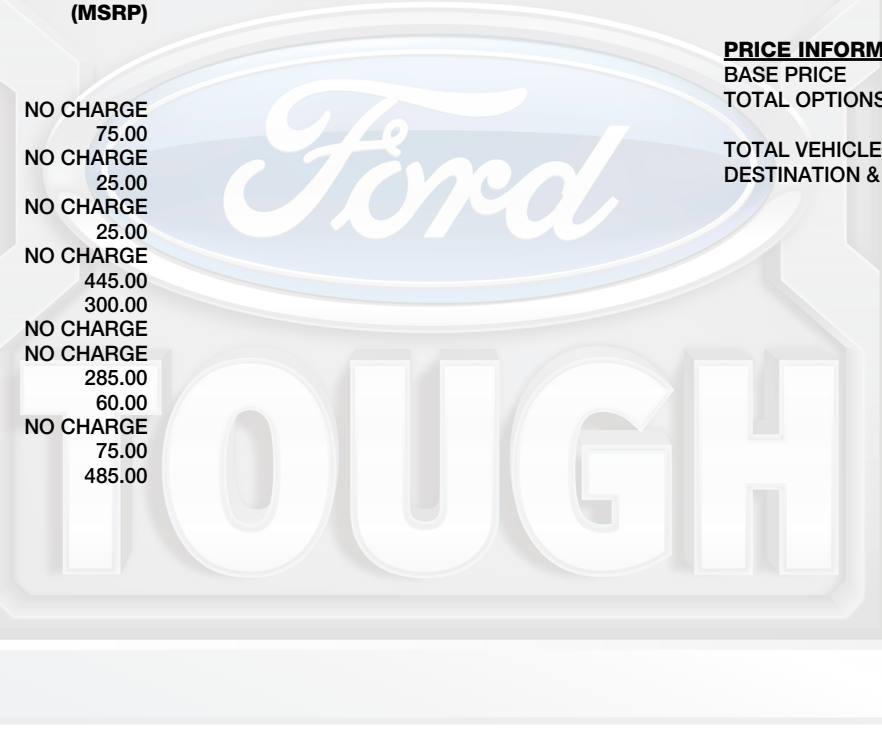 (MSRP)
NO CHARGE
75.00
NO CHARGE
25.00
NO CHARGE
25.00
NO CHARGE
445.00
300.00
NO CHARGE
NO CHARGE
285.00
60.00
NO CHARGE
75.00
485.00
PRICE INFORM
BASE PRICE
TOTAL OPTIONS
TOTAL VEHICLE
DESTINATION &
Ford
TOUGH